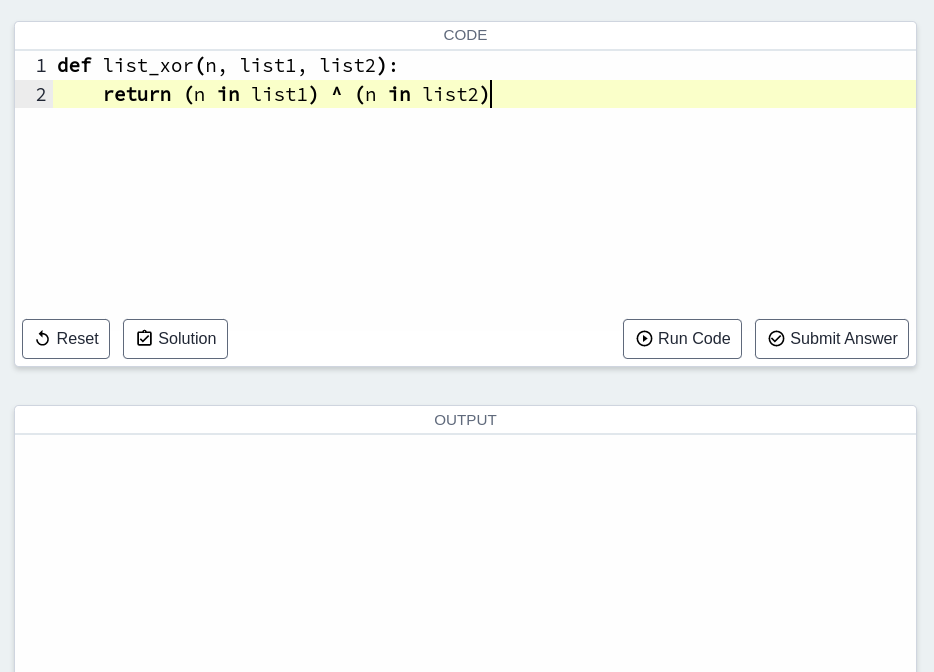 CODE
1 def list_xor(n, list1, list2):
2     return (n in list1) ^ (n in list2)
Reset Solution Run Code Submit Answer
OUTPUT